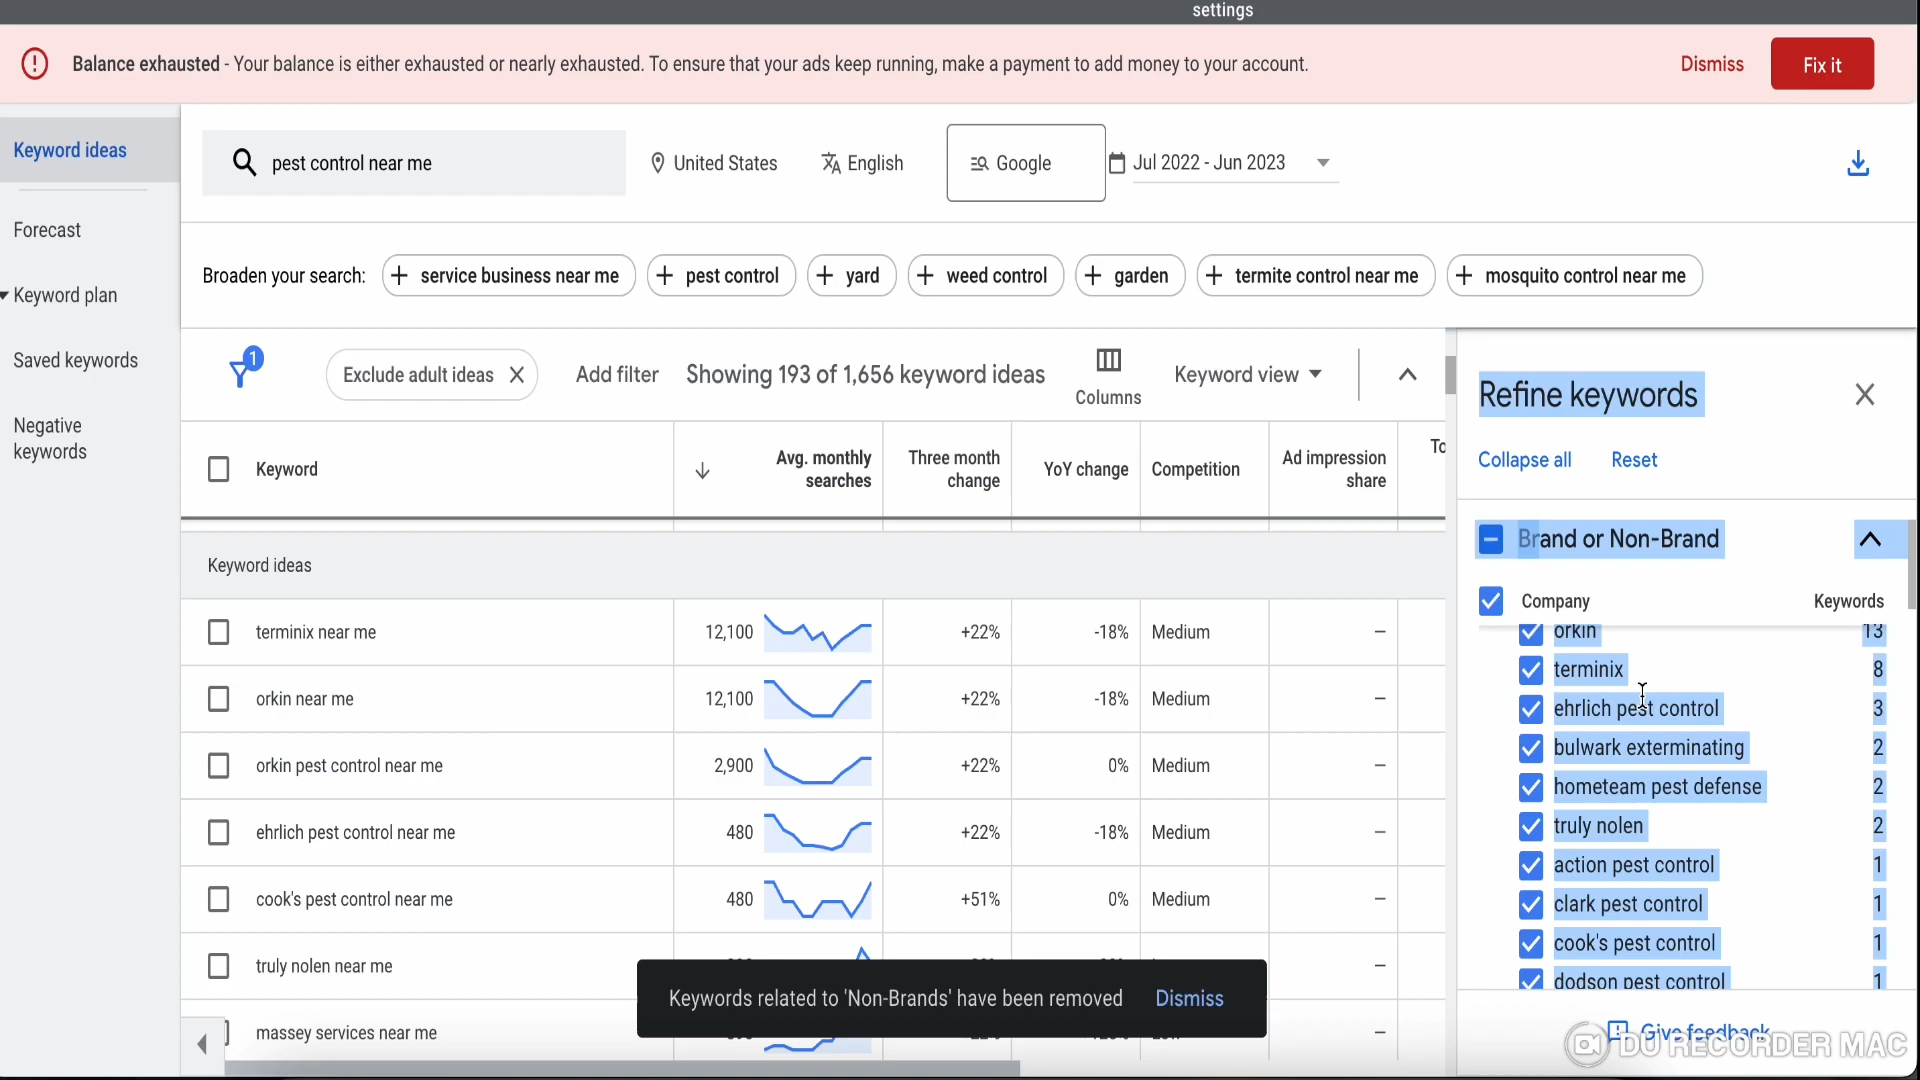 settings
Balance exhausted - Your balance is either exhausted or nearly exhausted. To ensure that your ads keep running, make a payment to add money to your account.
Dismiss
Fix it
Keyword ideas
Forecast
Keyword plan
Saved keywords
Negative
keywords
pest control near me
United States
English
Google
Jul 2022 - Jun 2023
Broaden your search:
service business near me
pest control
yard
weed control
garden
termite control near me
mosquito control near me
1
Exclude adult ideas
Add filter
Showing 193 of 1,656 keyword ideas
Columns
Keyword view
Keyword
Avg. monthly
searches
Three month
change
YoY change
Competition
Ad impression
share
To
Keyword ideas
terminix near me 12,100 +22% -18% Medium –
orkin near me 12,100 +22% -18% Medium –
orkin pest control near me 2,900 +22% 0% Medium –
ehrlich pest control near me 480 +22% -18% Medium –
cook's pest control near me 480 +51% 0% Medium –
truly nolen near me –
massey services near me –
Keywords related to 'Non-Brands' have been removed
Dismiss
Refine keywords
Collapse all
Reset
Brand or Non-Brand
Company Keywords
orkin 13
terminix 8
ehrlich pest control 3
bulwark exterminating 2
hometeam pest defense 2
truly nolen 2
action pest control 1
clark pest control 1
cook's pest control 1
dodson pest control 1
Give feedback
DU RECORDER MAC